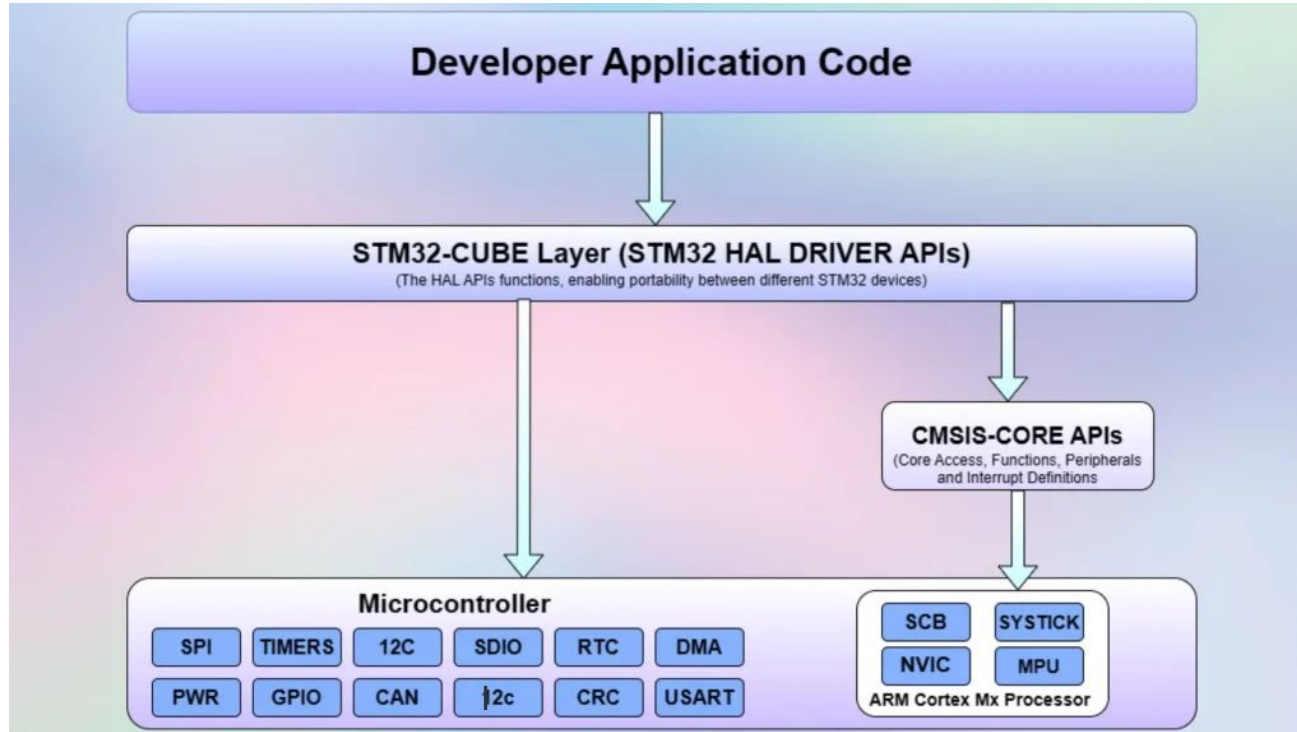 Developer Application Code
STM32-CUBE Layer (STM32 HAL DRIVER APIs)
(The HAL APIs functions, enabling portability between different STM32 devices)
CMSIS-CORE APIs
(Core Access, Functions, Peripherals
and Interrupt Definitions
Microcontroller
SPI TIMERS 12C SDIO RTC DMA
PWR GPIO CAN 12c CRC USART
SCB SYSTICK
NVIC MPU
ARM Cortex Mx Processor